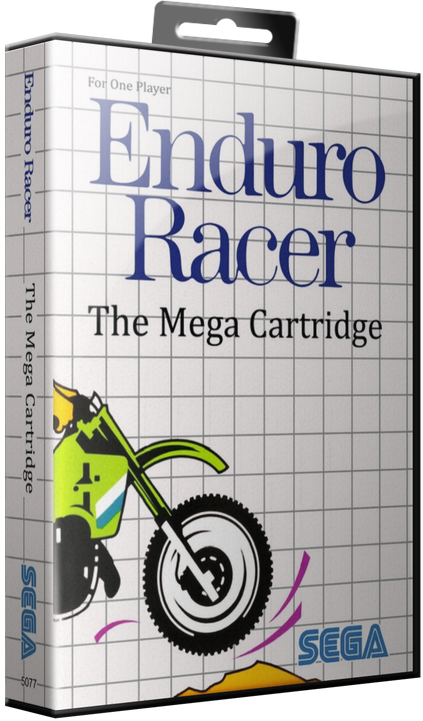 For One Player
Enduro
Racer
The Mega Cartridge
SEGA
Enduro Racer
The Mega Cartridge
SEGA
5077